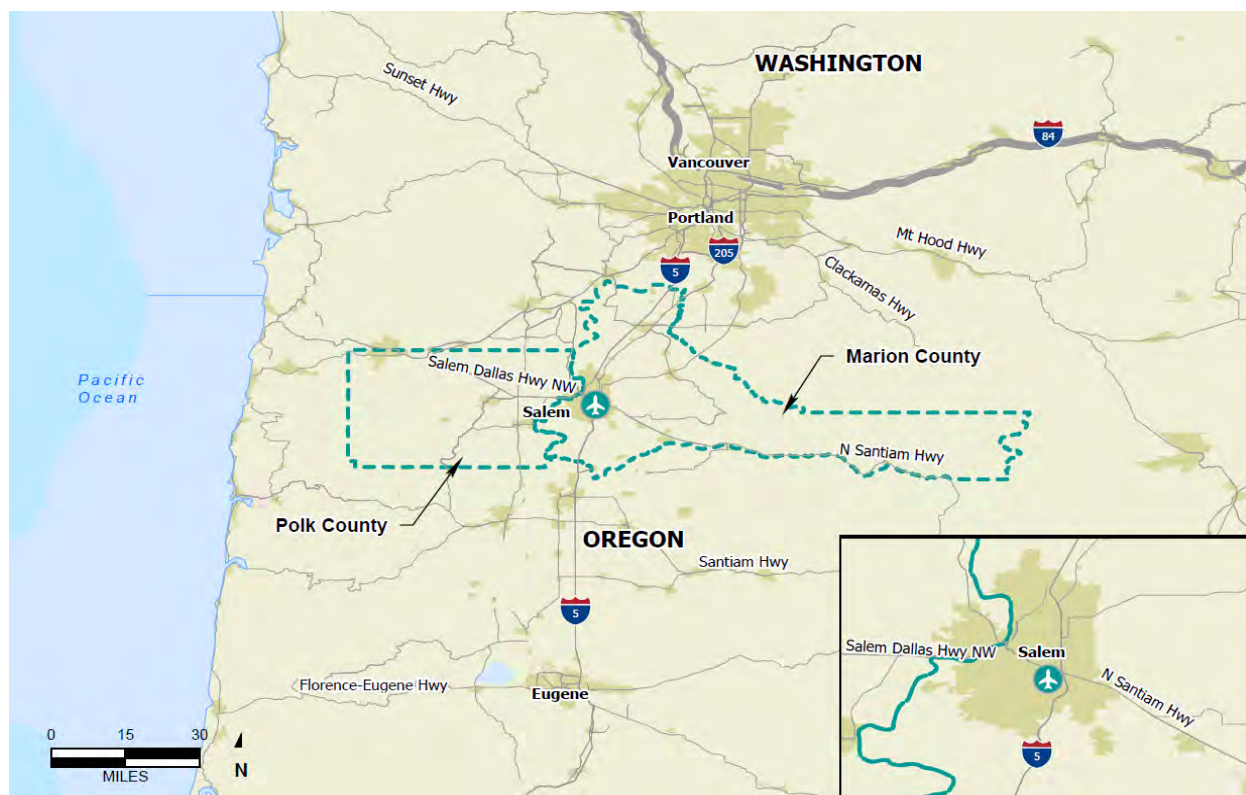 WASHINGTON
Sunset Hwy
84
Vancouver
Portland
Mt Hood Hwy
205
5
Clackamas Hwy
Marion County
Salem Dallas Hwy NW
Pacific
Ocean
Salem
N Santiam Hwy
Polk County
OREGON
Santiam Hwy
5
Florence-Eugene Hwy
Eugene
0 15 30
MILES
N
Salem Dallas Hwy NW
Salem
N Santiam Hwy
5